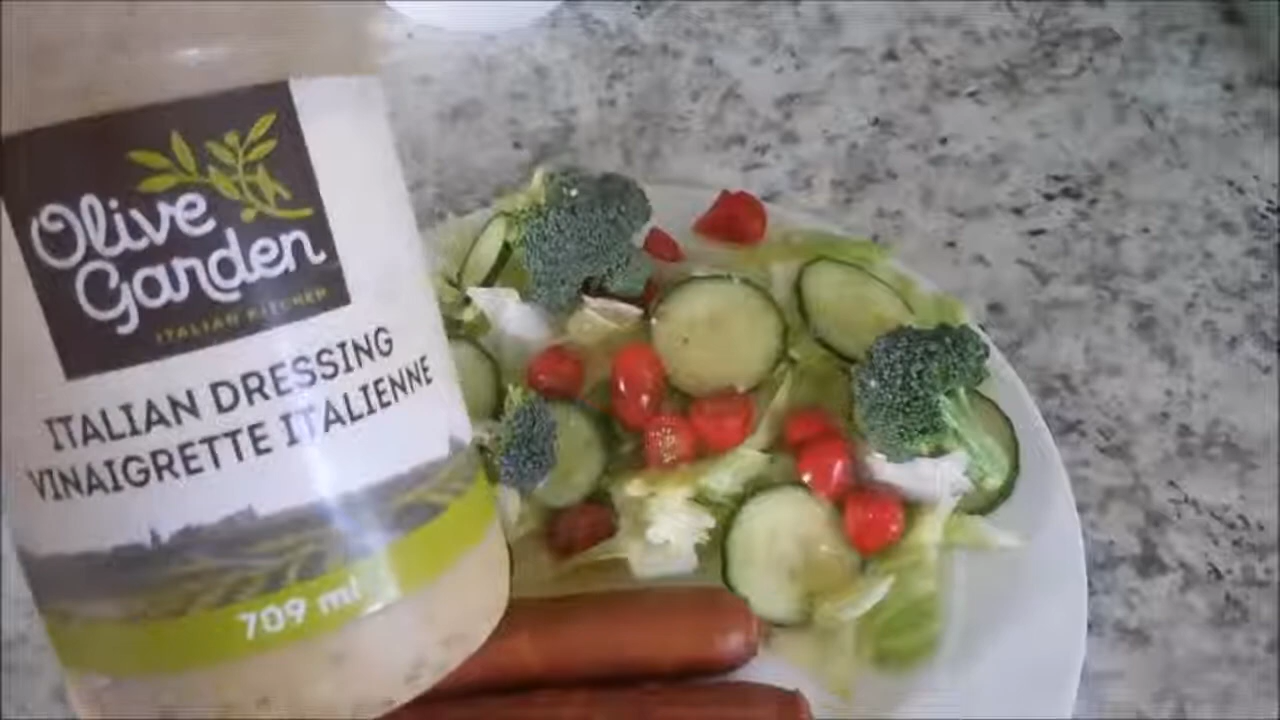 Olive
Garden
ITALIAN KITCHEN
ITALIAN DRESSING
VINAIGRETTE ITALIENNE
709 ml